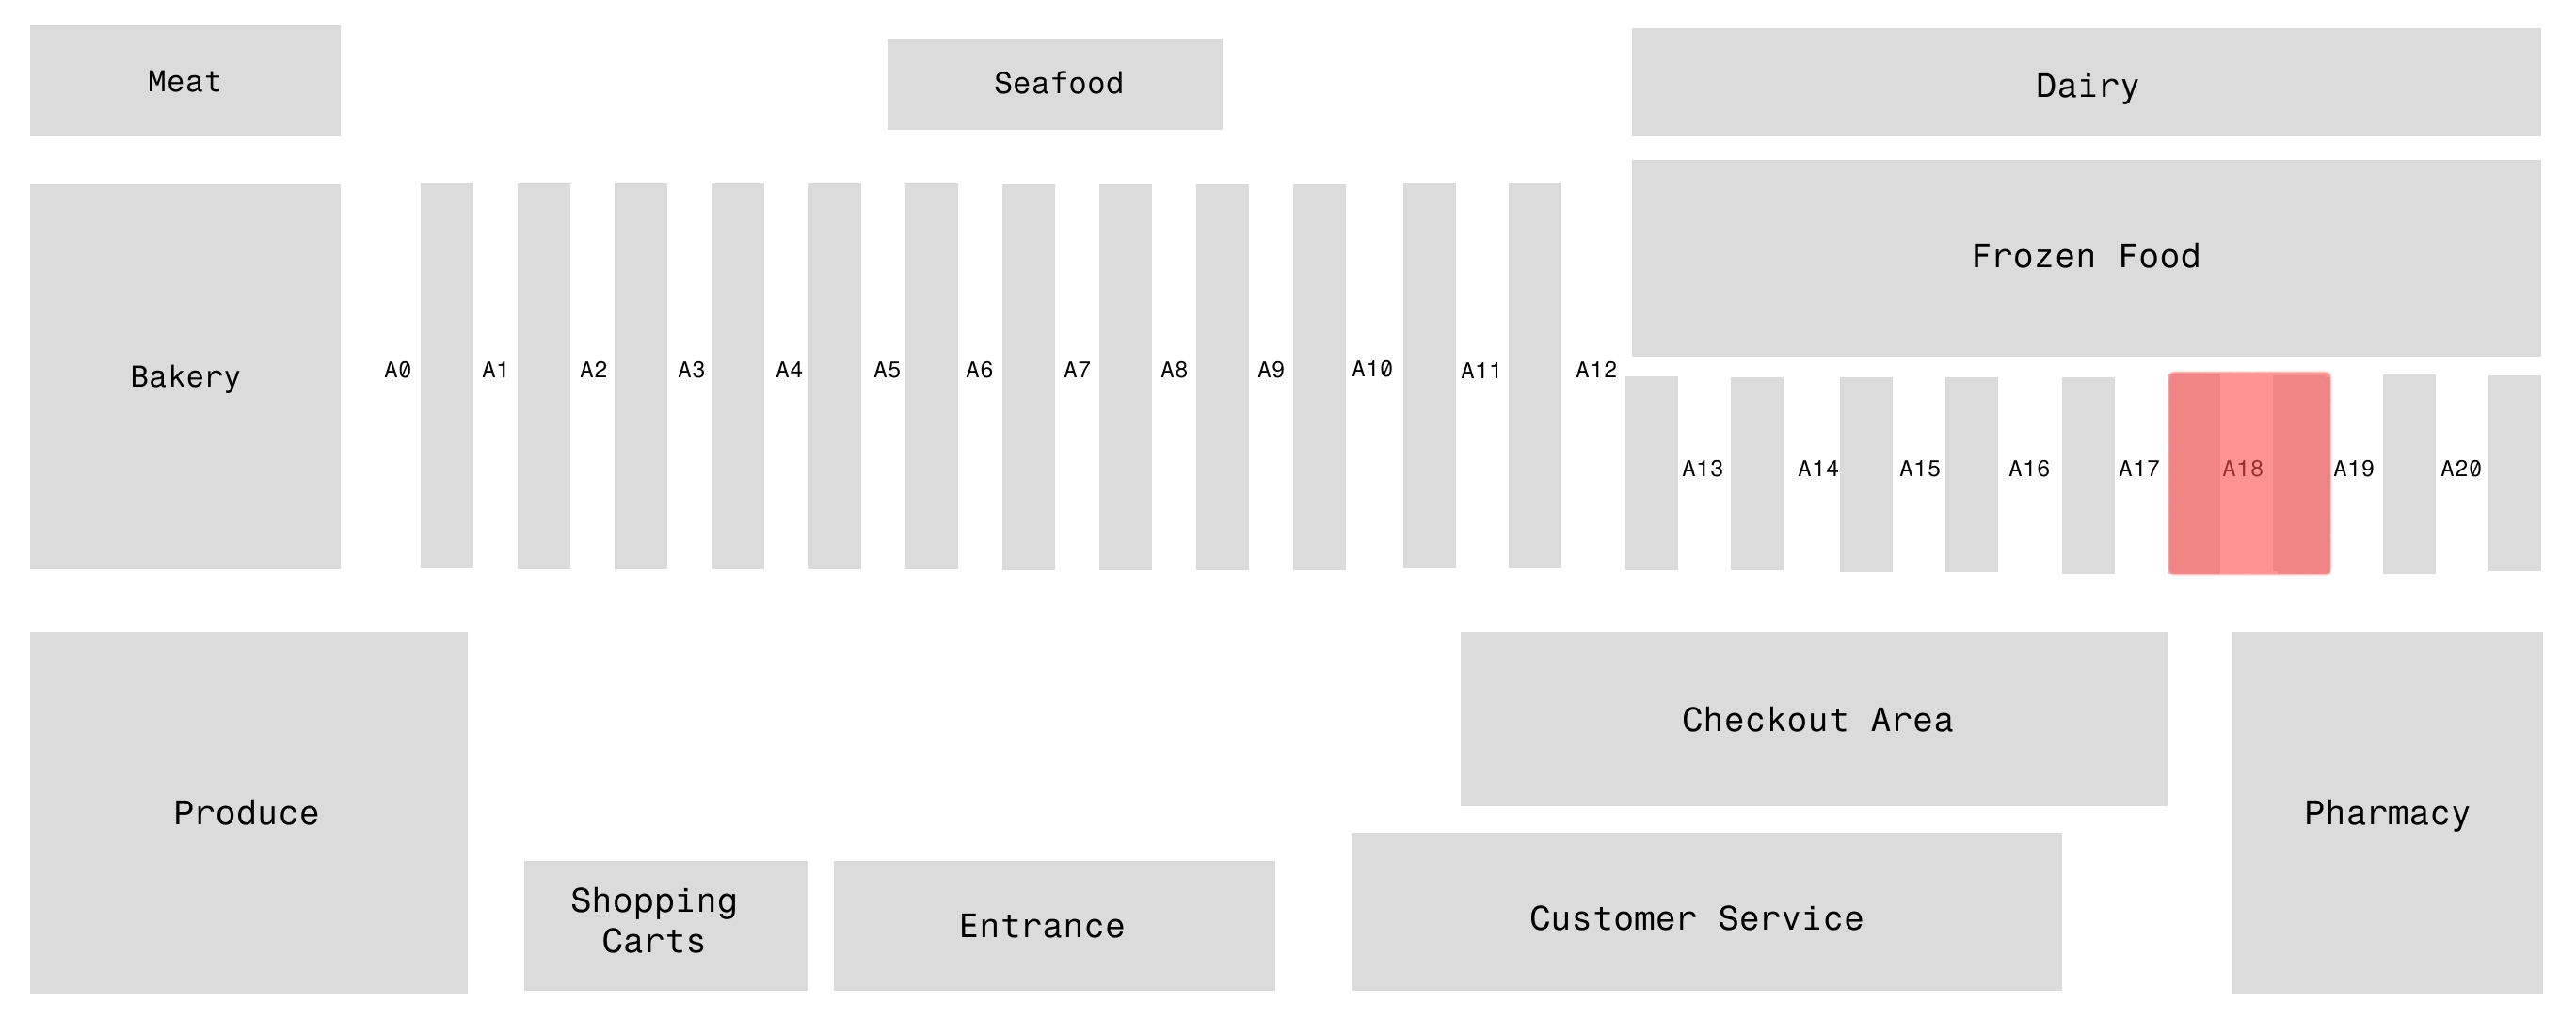 Meat
Seafood
Dairy
Frozen Food
Bakery
A0
A1
A2
A3
A4
A5
A6
A7
A8
A9
A10
A11
A12
A13
A14
A15
A16
A17
A18
A19
A20
Checkout Area
Produce
Pharmacy
Shopping
Carts
Entrance
Customer Service